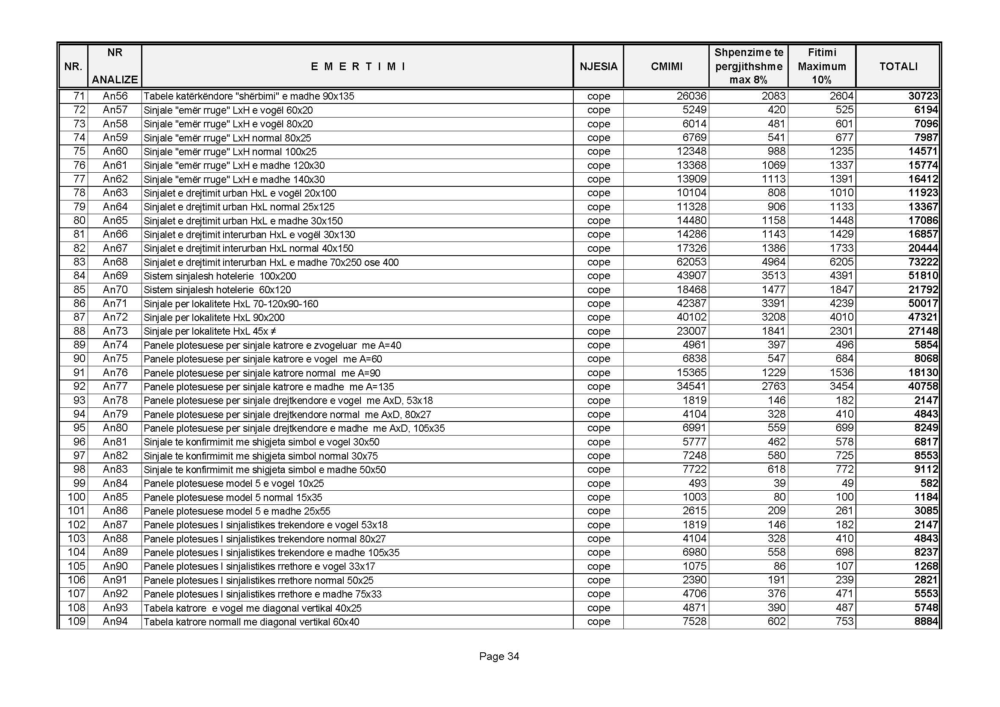 NR. NR ANALIZE E M E R T I M I NJESIA CMIMI Shpenzime te pergjithshme max 8% Fitimi Maximum 10% TOTALI
71 An56 Tabele katërkëndore "shërbimi" e madhe 90x135 cope 26036 2083 2604 30723
72 An57 Sinjale "emër rruge" LxH e vogël 60x20 cope 5249 420 525 6194
73 An58 Sinjale "emër rruge" LxH e vogël 80x20 cope 6014 481 601 7096
74 An59 Sinjale "emër rruge" LxH normal 80x25 cope 6769 541 677 7987
75 An60 Sinjale "emër rruge" LxH normal 100x25 cope 12348 988 1235 14571
76 An61 Sinjale "emër rruge" LxH e madhe 120x30 cope 13368 1069 1337 15774
77 An62 Sinjale "emër rruge" LxH e madhe 140x30 cope 13909 1113 1391 16412
78 An63 Sinjalet e drejtimit urban HxL e vogël 20x100 cope 10104 808 1010 11923
79 An64 Sinjalet e drejtimit urban HxL normal 25x125 cope 11328 906 1133 13367
80 An65 Sinjalet e drejtimit urban HxL e madhe 30x150 cope 14480 1158 1448 17086
81 An66 Sinjalet e drejtimit interurban HxL e vogël 30x130 cope 14286 1143 1429 16857
82 An67 Sinjalet e drejtimit interurban HxL normal 40x150 cope 17326 1386 1733 20444
83 An68 Sinjalet e drejtimit interurban HxL e madhe 70x250 ose 400 cope 62053 4964 6205 73222
84 An69 Sistem sinjalesh hotelerie 100x200 cope 43907 3513 4391 51810
85 An70 Sistem sinjalesh hotelerie 60x120 cope 18468 1477 1847 21792
86 An71 Sinjale per lokalitete HxL 70-120x90-160 cope 42387 3391 4239 50017
87 An72 Sinjale per lokalitete HxL 90x200 cope 40102 3208 4010 47321
88 An73 Sinjale per lokalitete HxL 45x ≠ cope 23007 1841 2301 27148
89 An74 Panele plotesuese per sinjale katrore e zvogeluar me A=40 cope 4961 397 496 5854
90 An75 Panele plotesuese per sinjale katrore e vogel me A=60 cope 6838 547 684 8068
91 An76 Panele plotesuese per sinjale katrore normal me A=90 cope 15365 1229 1536 18130
92 An77 Panele plotesuese per sinjale katrore e madhe me A=135 cope 34541 2763 3454 40758
93 An78 Panele plotesuese per sinjale drejtkendore e vogel me AxD, 53x18 cope 1819 146 182 2147
94 An79 Panele plotesuese per sinjale drejtkendore normal me AxD, 80x27 cope 4104 328 410 4843
95 An80 Panele plotesuese per sinjale drejtkendore e madhe me AxD, 105x35 cope 6991 559 699 8249
96 An81 Sinjale te konfirmimit me shigjeta simbol e vogel 30x50 cope 5777 462 578 6817
97 An82 Sinjale te konfirmimit me shigjeta simbol normal 30x75 cope 7248 580 725 8553
98 An83 Sinjale te konfirmimit me shigjeta simbol e madhe 50x50 cope 7722 618 772 9112
99 An84 Panele plotesuese model 5 e vogel 10x25 cope 493 39 49 582
100 An85 Panele plotesuese model 5 normal 15x35 cope 1003 80 100 1184
101 An86 Panele plotesuese model 5 e madhe 25x55 cope 2615 209 261 3085
102 An87 Panele plotesues I sinjalistikes trekendore e vogel 53x18 cope 1819 146 182 2147
103 An88 Panele plotesues I sinjalistikes trekendore normal 80x27 cope 4104 328 410 4843
104 An89 Panele plotesues I sinjalistikes trekendore e madhe 105x35 cope 6980 558 698 8237
105 An90 Panele plotesues I sinjalistikes rrethore e vogel 33x17 cope 1075 86 107 1268
106 An91 Panele plotesues I sinjalistikes rrethore normal 50x25 cope 2390 191 239 2821
107 An92 Panele plotesues I sinjalistikes rrethore e madhe 75x33 cope 4706 376 471 5553
108 An93 Tabela katrore e vogel me diagonal vertikal 40x25 cope 4871 390 487 5748
109 An94 Tabela katrore normall me diagonal vertikal 60x40 cope 7528 602 753 8884
Page 34